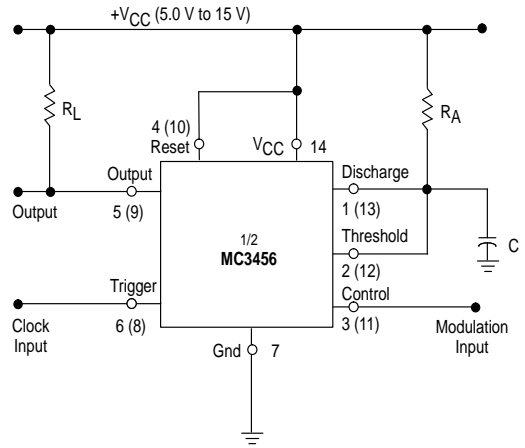 +VCC (5.0 V to 15 V)
RL
RA
4 (10)
Reset
VCC 14
Output
5 (9)
Output
Discharge
1 (13)
C
1/2
MC3456
Threshold
2 (12)
Trigger
6 (8)
Clock
Input
Control
3 (11)
Modulation
Input
Gnd 7